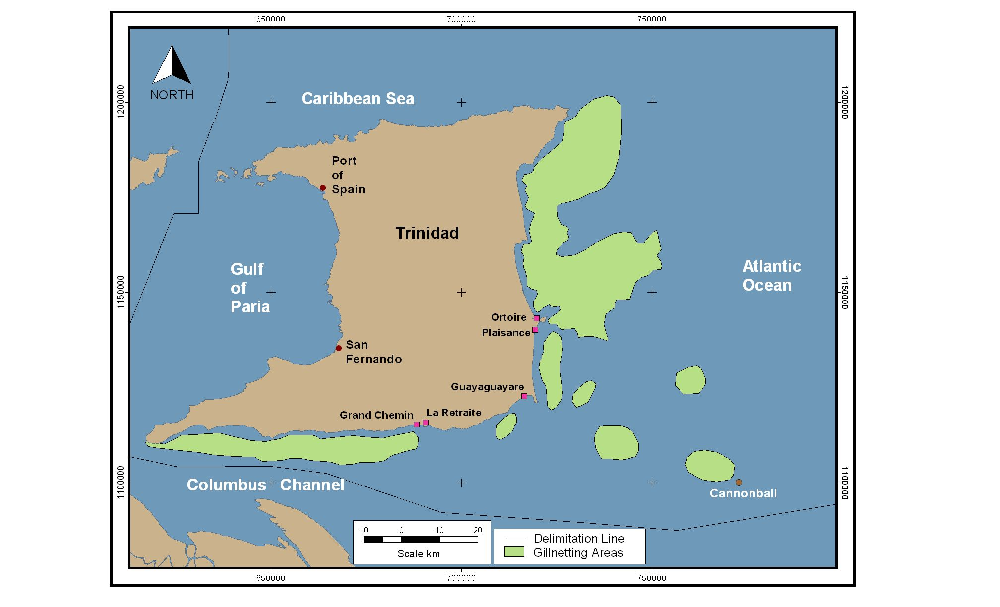 650000 700000 750000
NORTH
1200000
1200000
Caribbean Sea
Port
of
Spain
Trinidad
Gulf
of
Paria
Atlantic
Ocean
1150000
1150000
Ortoire
Plaisance
San
Fernando
Guayaguayare
Grand Chemin
La Retraite
1100000
1100000
Columbus Channel
Cannonball
10 0 10 20
Scale km
Delimitation Line
Gillnetting Areas
650000 700000 750000